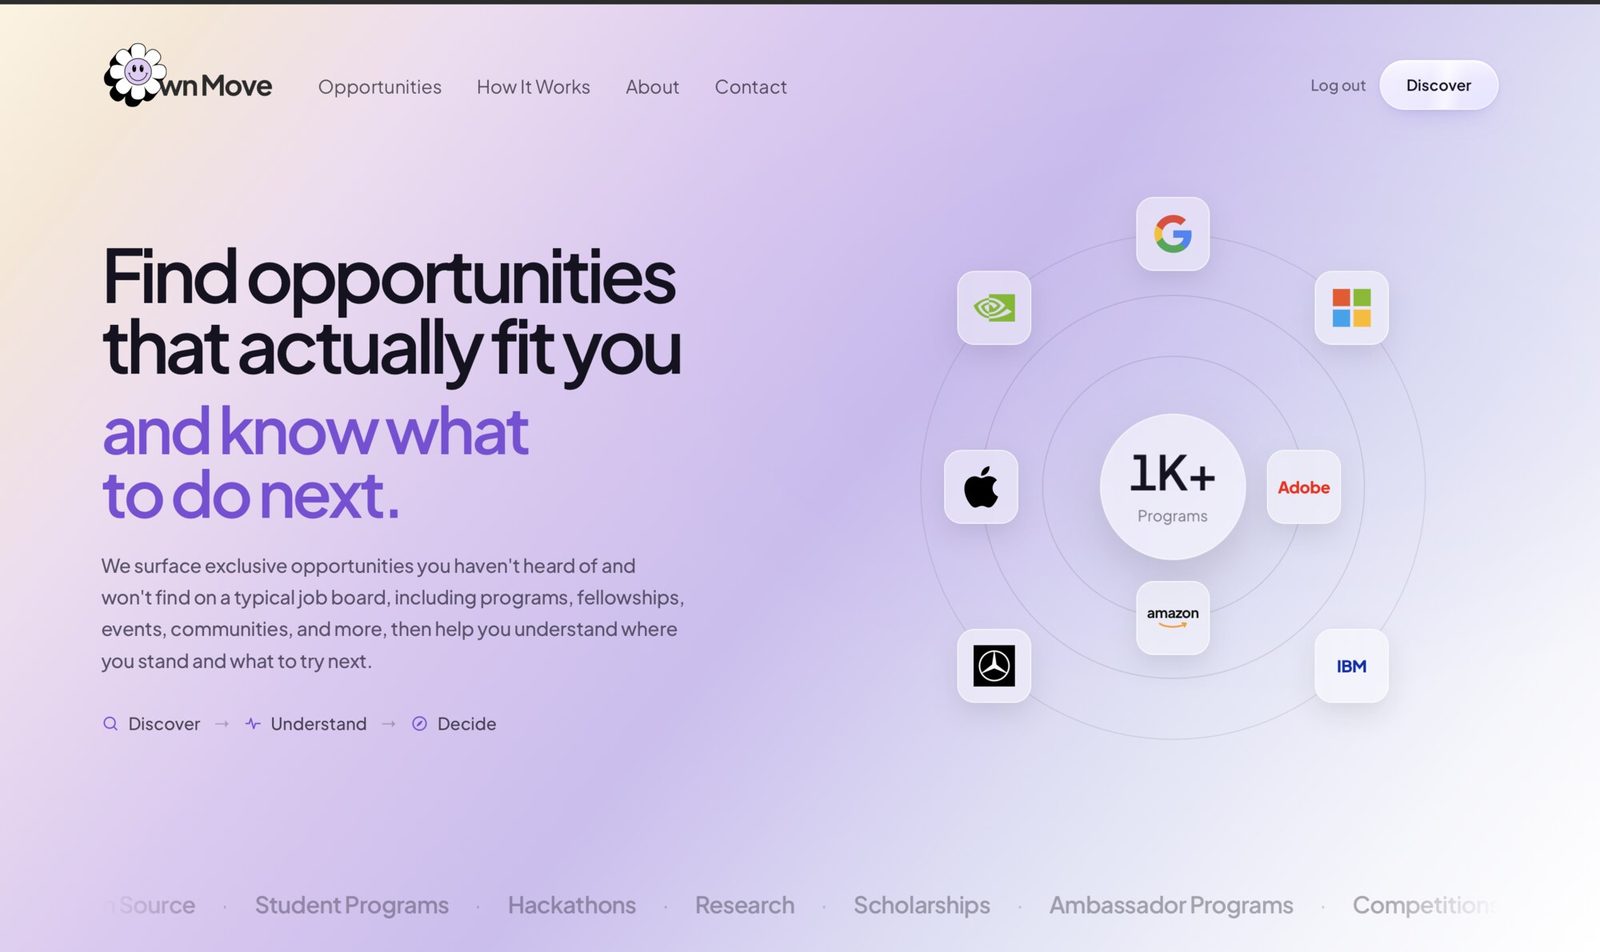 wn Move
Opportunities
How It Works
About
Contact
Log out
Discover
Find opportunities
that actually fit you
and know what
to do next.
We surface exclusive opportunities you haven't heard of and
won't find on a typical job board, including programs, fellowships,
events, communities, and more, then help you understand where
you stand and what to try next.
Discover → Understand → Decide
1K+
Programs
Adobe
amazon
IBM
Source · Student Programs · Hackathons · Research · Scholarships · Ambassador Programs · Competitions